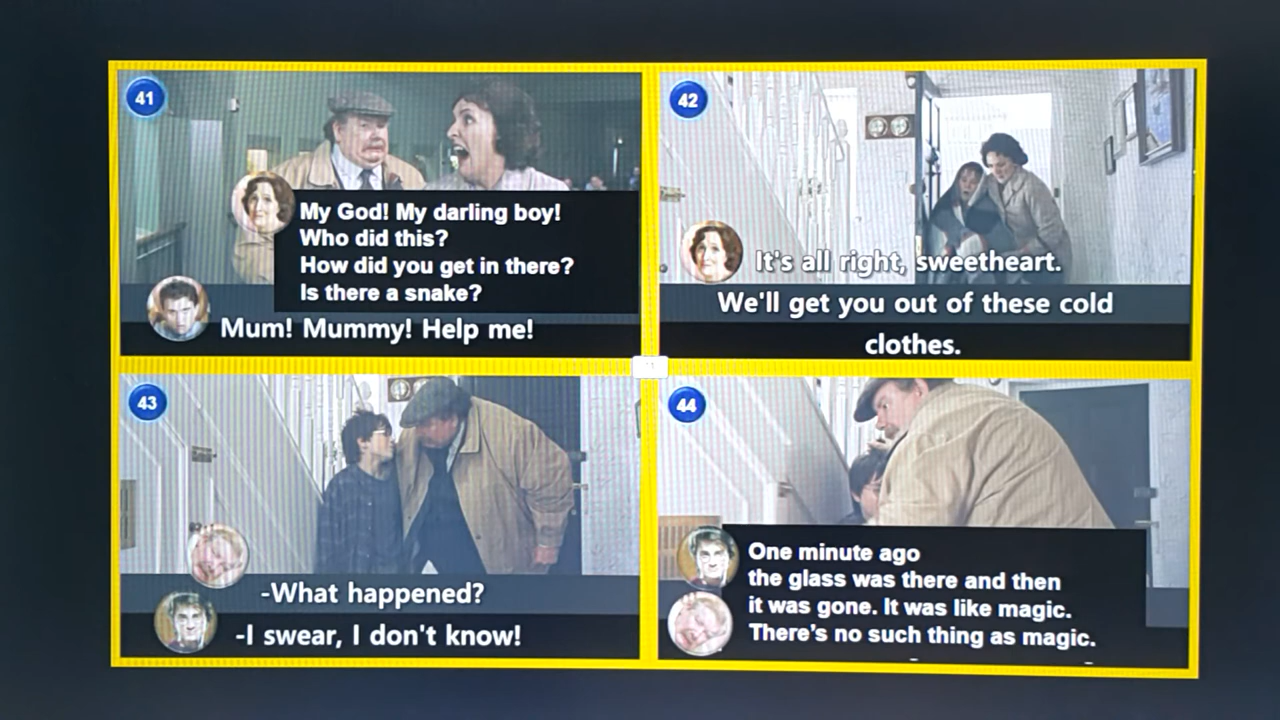 41
My God! My darling boy!
Who did this?
How did you get in there?
Is there a snake?
Mum! Mummy! Help me!
42
It's all right, sweetheart.
We'll get you out of these cold
clothes.
43
-What happened?
-I swear, I don't know!
44
One minute ago
the glass was there and then
it was gone. It was like magic.
There's no such thing as magic.